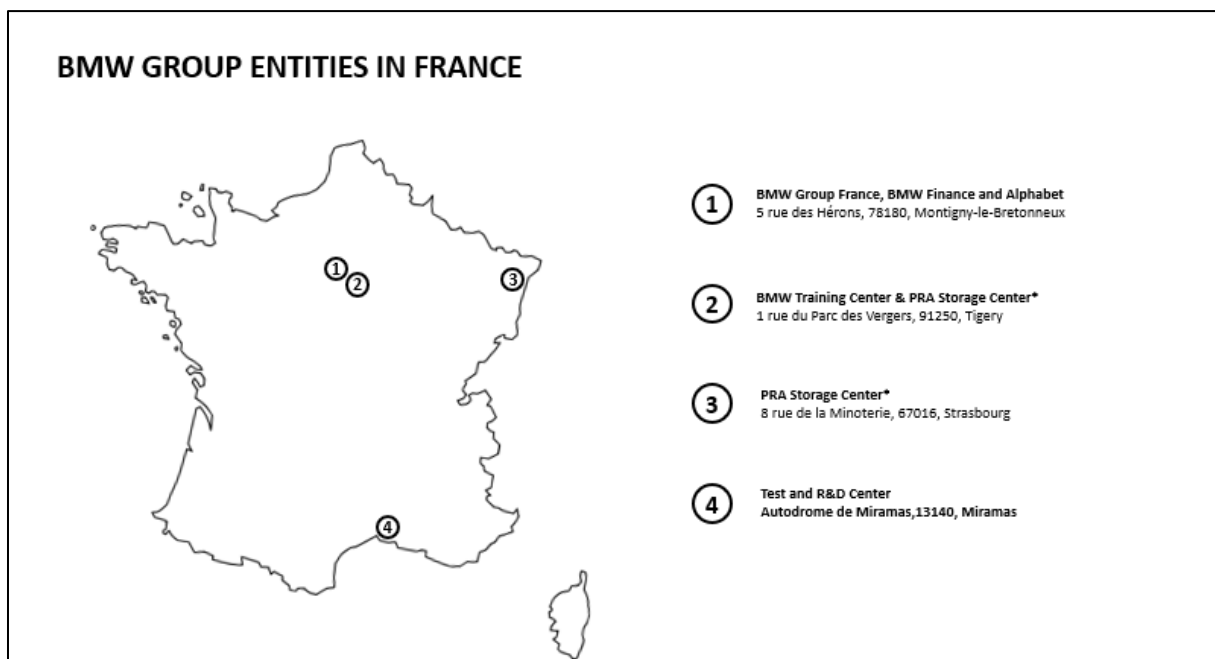 BMW GROUP ENTITIES IN FRANCE
1
2
3
4
1
BMW Group France, BMW Finance and Alphabet
5 rue des Hérons, 78180, Montigny-le-Bretonneux
2
BMW Training Center & PRA Storage Center*
1 rue du Parc des Vergers, 91250, Tigery
3
PRA Storage Center*
8 rue de la Minoterie, 67016, Strasbourg
4
Test and R&D Center
Autodrome de Miramas,13140, Miramas